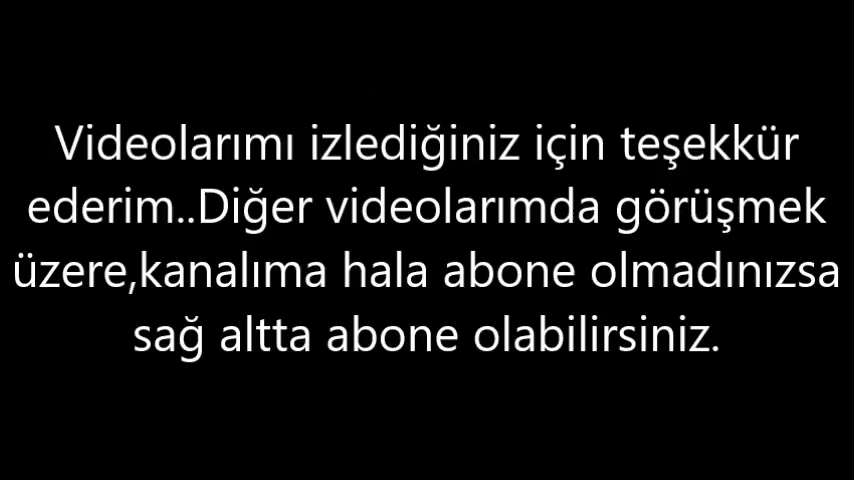 Videolarımı izlediğiniz için teşekkür
ederim..Diğer videolarımda görüşmek
üzere,kanalıma hala abone olmadınızsa
sağ altta abone olabilirsiniz.